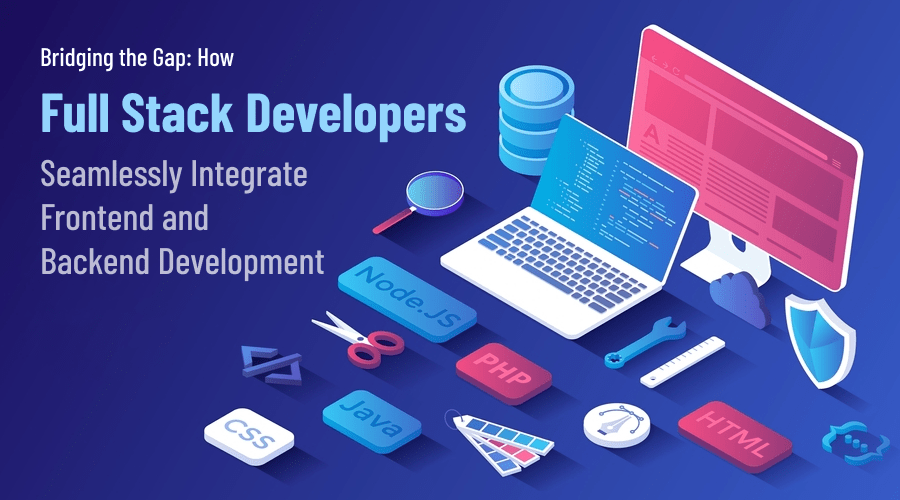 Bridging the Gap: How
Full Stack Developers
Seamlessly Integrate
Frontend and
Backend Development
A
Node.JS
PHP
Java
CSS
HTML